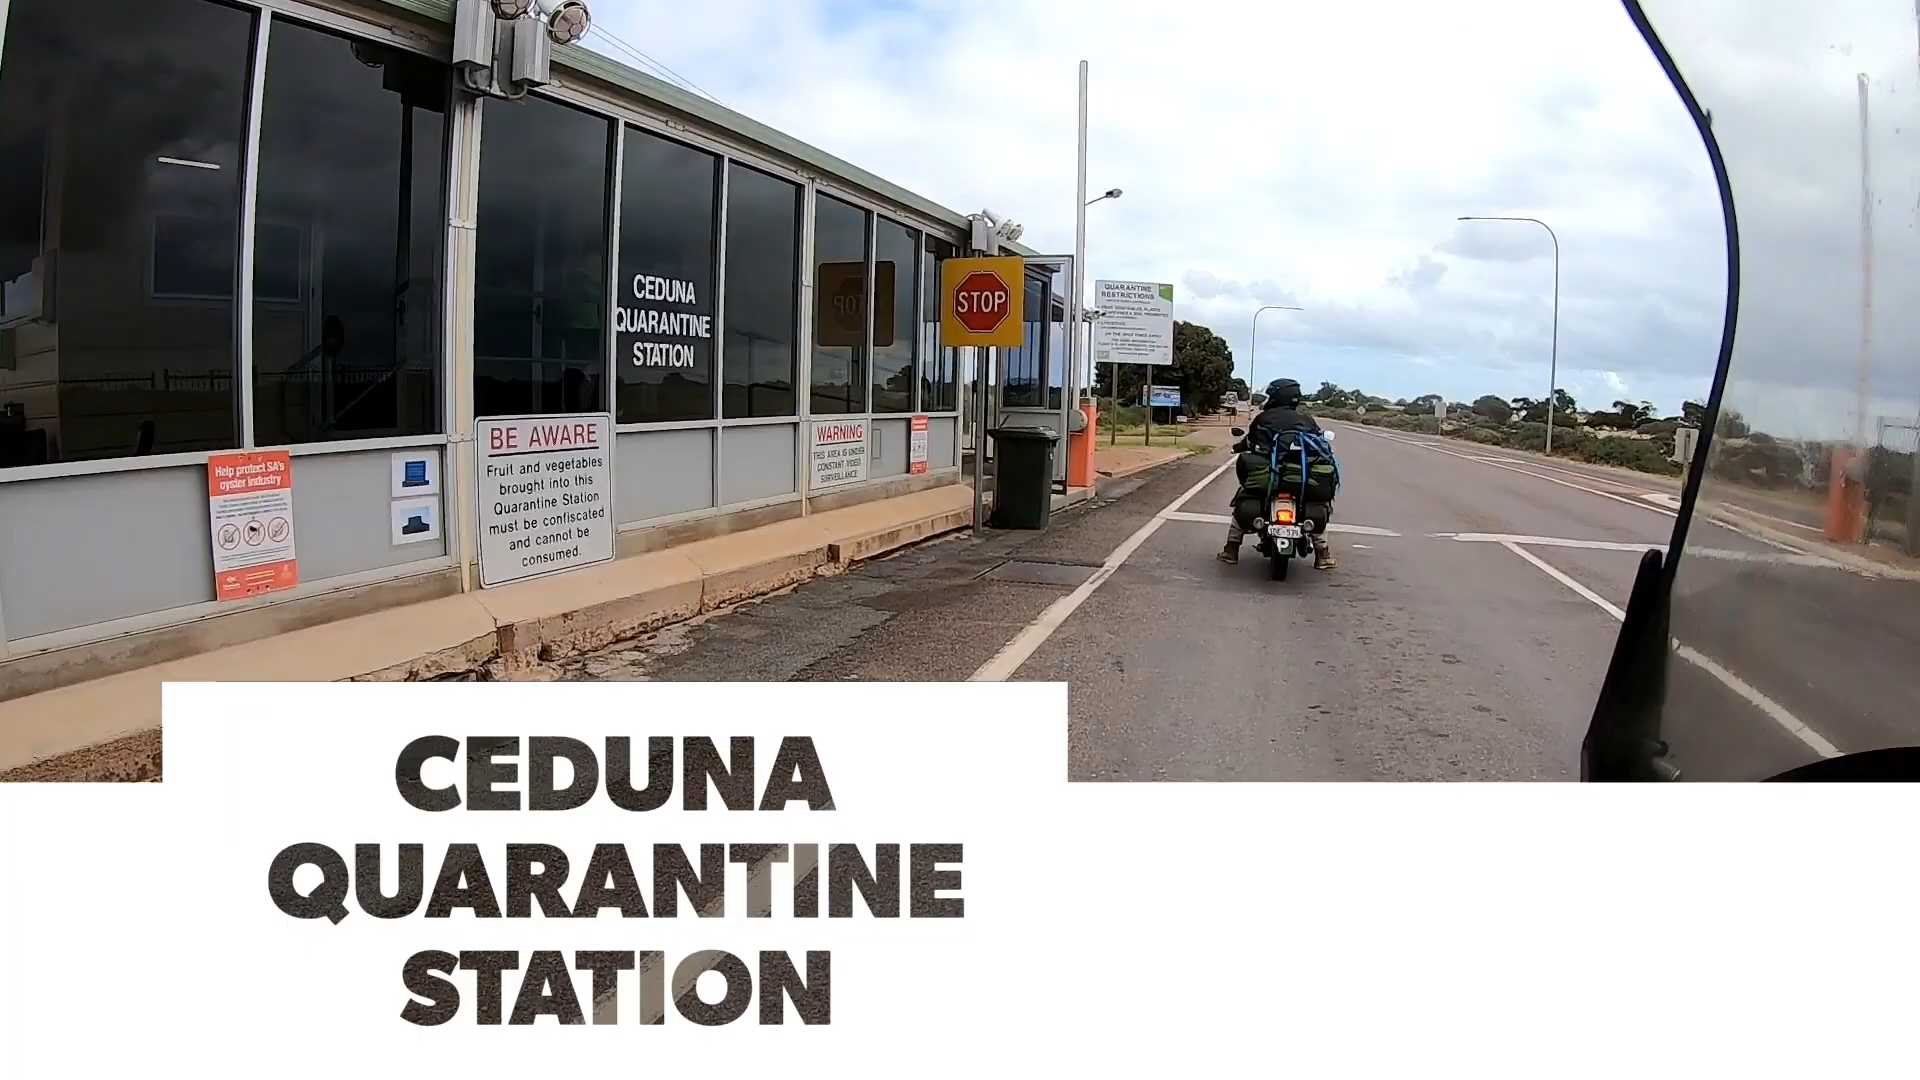 CEDUNA
QUARANTINE
STATION
STOP
QUARANTINE
RESTRICTIONS
BE AWARE
Fruit and vegetables
brought into this
Quarantine Station
must be confiscated
and cannot be
consumed.
WARNING
THIS AREA IS UNDER
CONSTANT VIDEO
SURVEILLANCE
Help protect SA's
oyster industry
P
CEDUNA
QUARANTINE
STATION